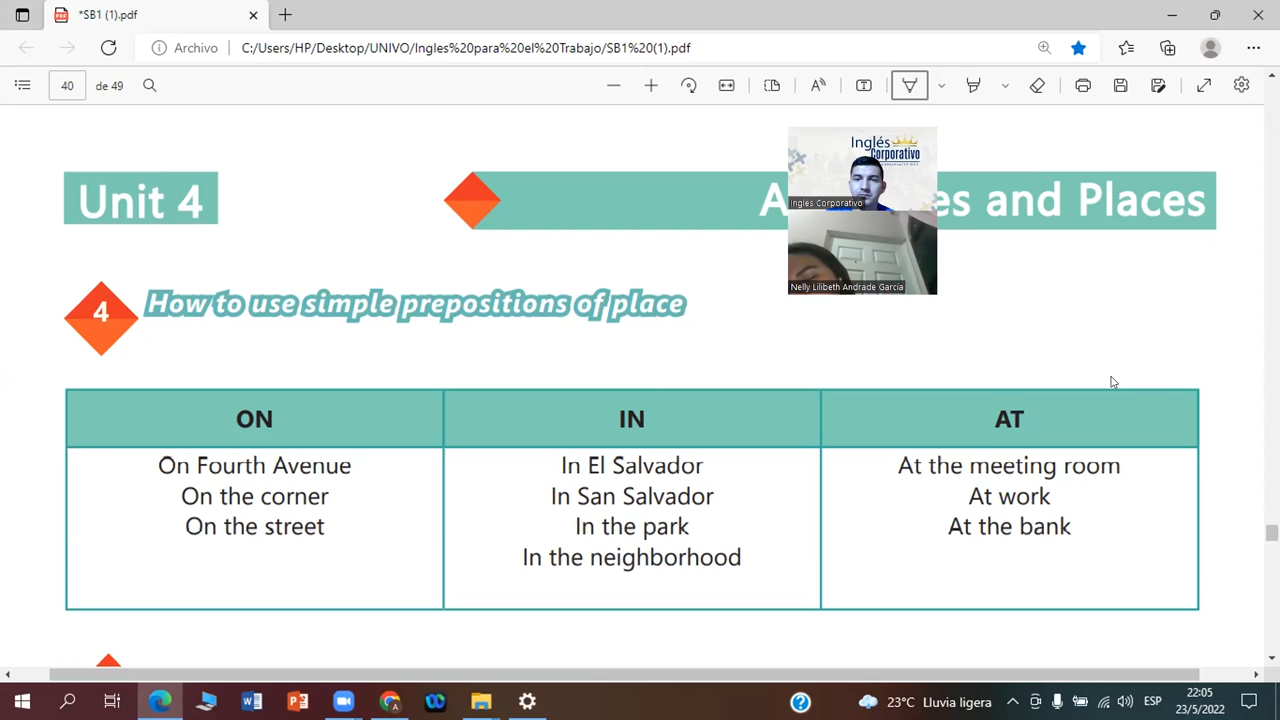 *SB1 (1).pdf
Archivo
C:/Users/HP/Desktop/UNIVO/Ingles%20para%20el%20Trabajo/SB1%20(1).pdf
40
de 49
Inglés
Corporativo
Ingles Corporativo
Nelly Lilibeth Andrade Garcia
Unit 4
A
es and Places
4
How to use simple prepositions of place
ON
IN
AT
On Fourth Avenue
On the corner
On the street
In El Salvador
In San Salvador
In the park
In the neighborhood
At the meeting room
At work
At the bank
23°C Lluvia ligera
ESP
22:05
23/5/2022